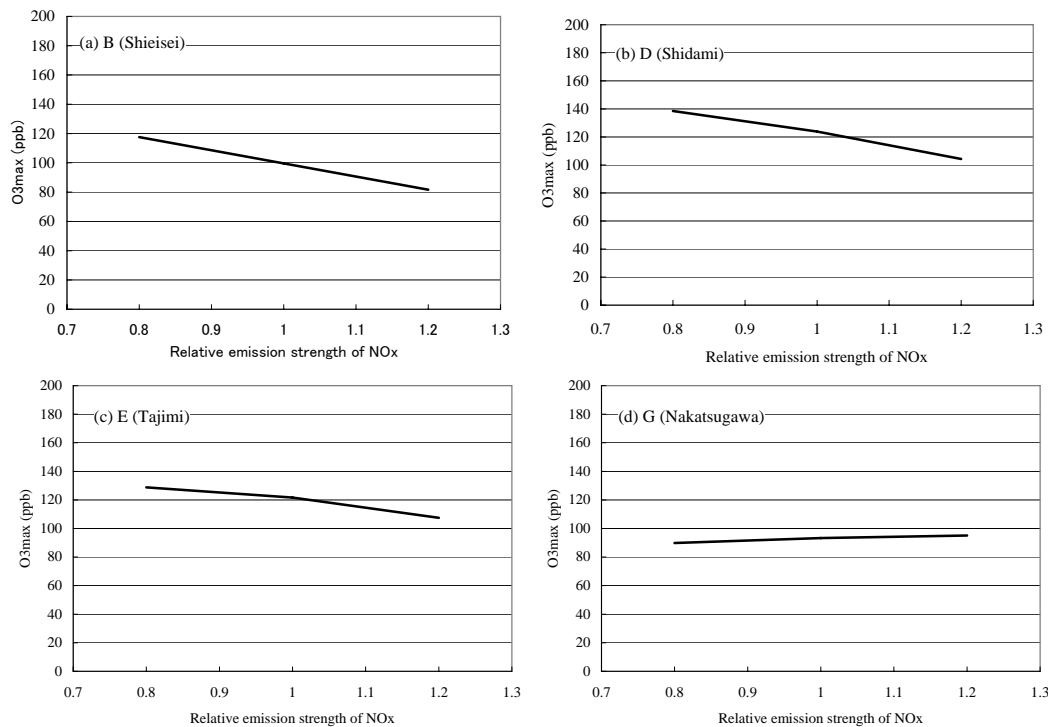 (a) B (Shieisei)
O3max (ppb)
200
180
160
140
120
100
80
60
40
20
0
0.7 0.8 0.9 1 1.1 1.2 1.3
Relative emission strength of NOx
(b) D (Shidami)
O3max (ppb)
200
180
160
140
120
100
80
60
40
20
0
0.7 0.8 0.9 1 1.1 1.2 1.3
Relative emission strength of NOx
(c) E (Tajimi)
O3max (ppb)
200
180
160
140
120
100
80
60
40
20
0
0.7 0.8 0.9 1 1.1 1.2 1.3
Relative emission strength of NOx
(d) G (Nakatsugawa)
O3max (ppb)
200
180
160
140
120
100
80
60
40
20
0
0.7 0.8 0.9 1 1.1 1.2 1.3
Relative emission strength of NOx